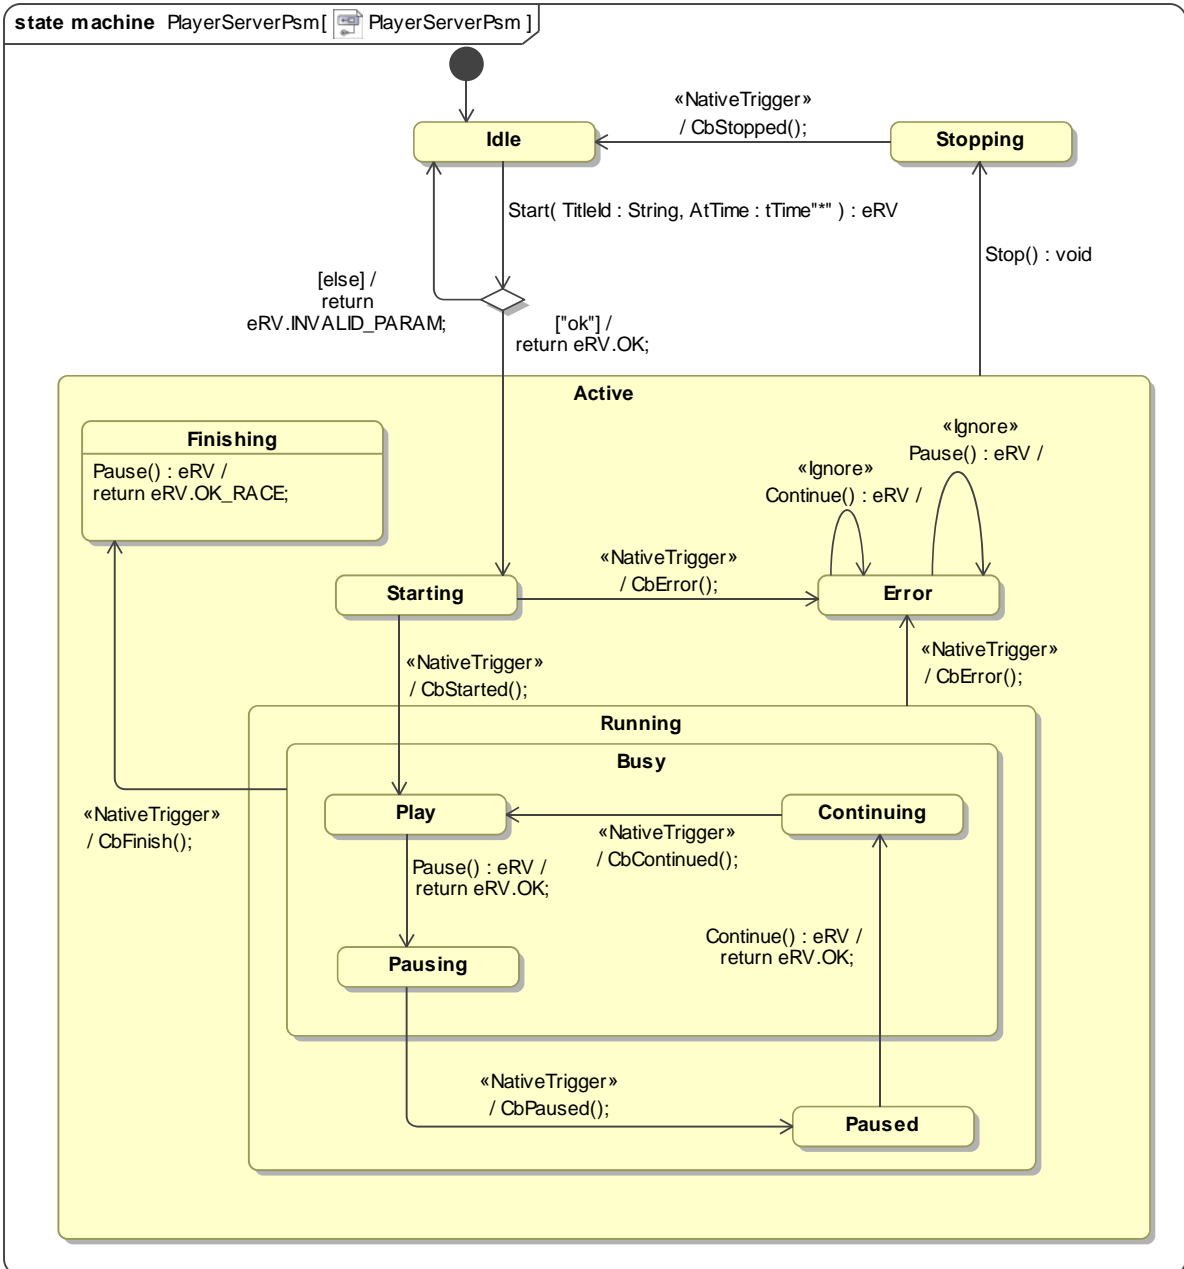 state machine PlayerServerPsm[ PlayerServerPsm ]
«NativeTrigger»
/ CbStopped();
Idle
Stopping
Start( TitleId : String, AtTime : tTime"*" ) : eRV
Stop() : void
[else] /
return
eRV.INVALID_PARAM;
["ok"] /
return eRV.OK;
Active
Finishing
Pause() : eRV /
return eRV.OK_RACE;
«Ignore»
Pause() : eRV /
«Ignore»
Continue() : eRV /
«NativeTrigger»
/ CbError();
Starting
Error
«NativeTrigger»
/ CbStarted();
«NativeTrigger»
/ CbError();
Running
Busy
«NativeTrigger»
/ CbFinish();
Play
Continuing
«NativeTrigger»
/ CbContinued();
Pause() : eRV /
return eRV.OK;
Continue() : eRV /
return eRV.OK;
Pausing
«NativeTrigger»
/ CbPaused();
Paused